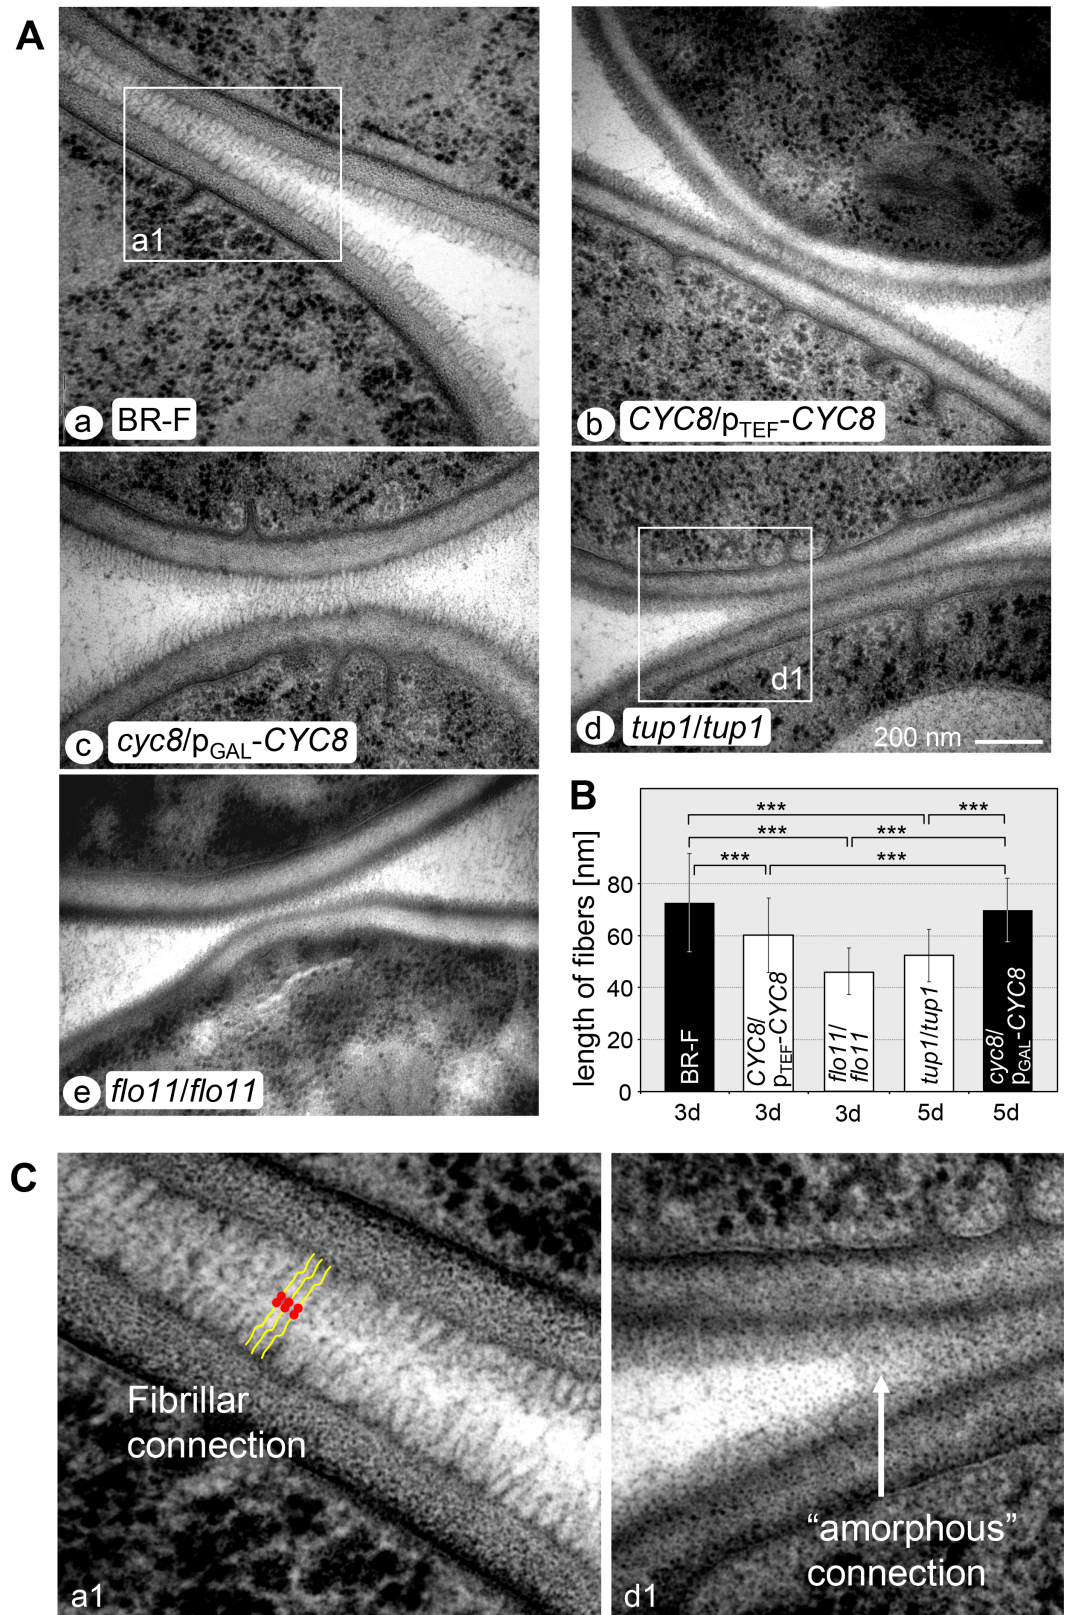 A
a1
a BR-F
b CYC8/pTEF-CYC8
c cyc8/pGAL-CYC8
d1
d tup1/tup1
200 nm
e flo11/flo11
B
length of fibers [nm]
***
***
***
***
***
***
80
60
40
20
0
BR-F
CYC8/
pTEF-CYC8
flo11/
flo11
tup1/tup1
cyc8/
pGAL-CYC8
3d
3d
3d
5d
5d
C
Fibrillar
connection
a1
“amorphous”
connection
d1